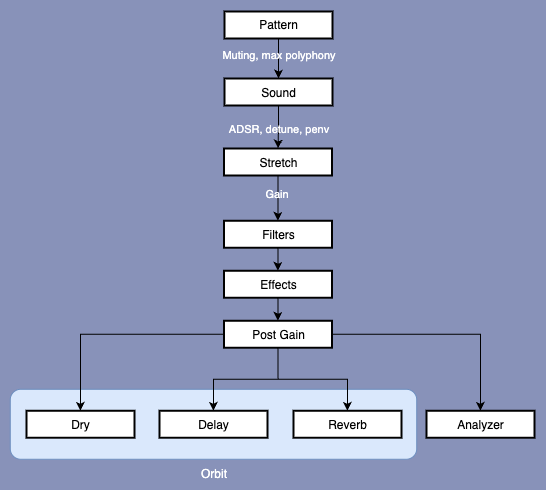 Pattern
Muting, max polyphony
Sound
ADSR, detune, penv
Stretch
Gain
Filters
Effects
Post Gain
Dry
Delay
Reverb
Analyzer
Orbit